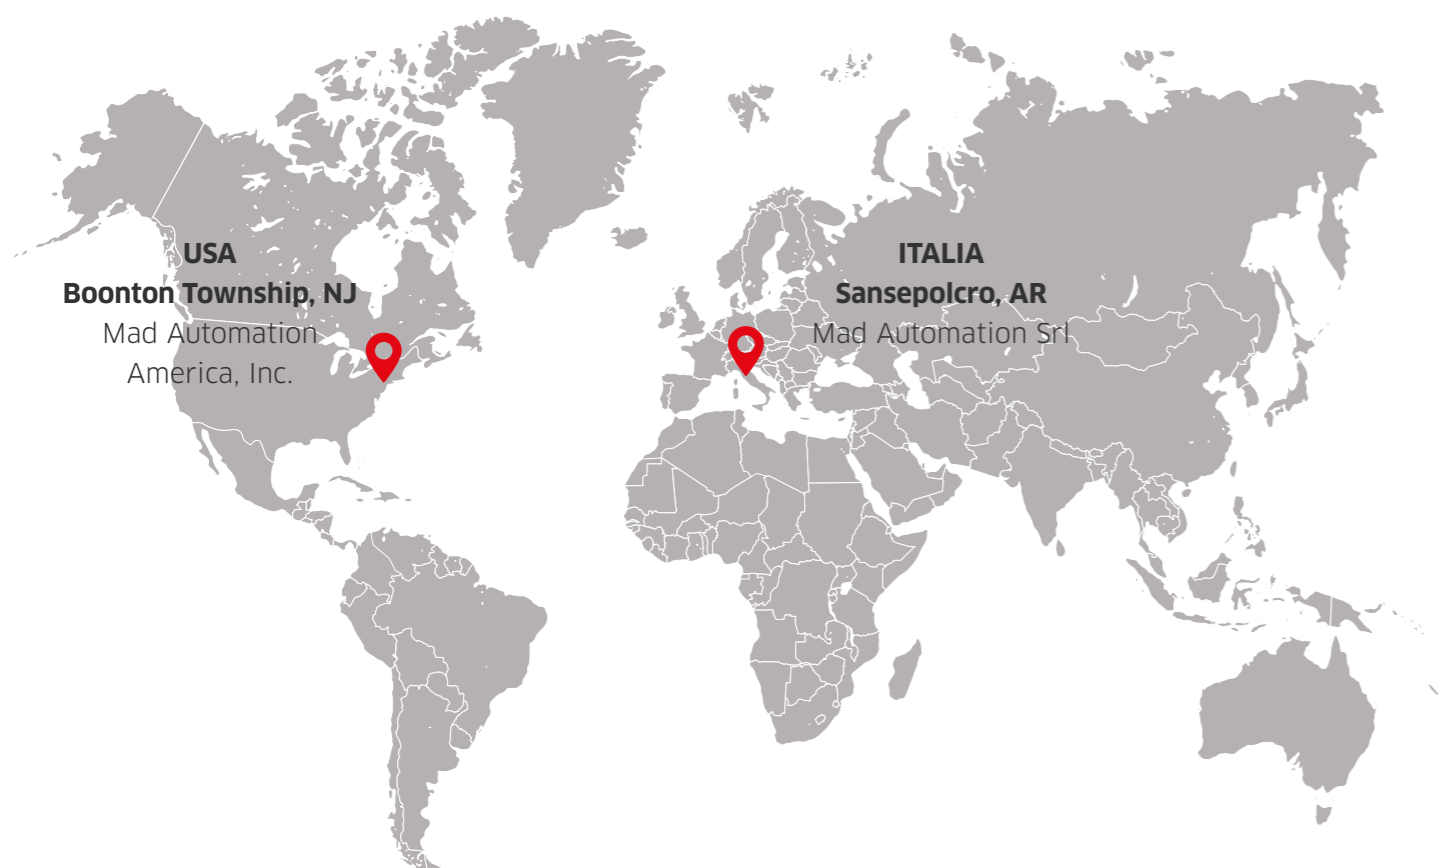 USA
Boonton Township, NJ
Mad Automation
America, Inc.
ITALIA
Sansepolcro, AR
Mad Automation Srl